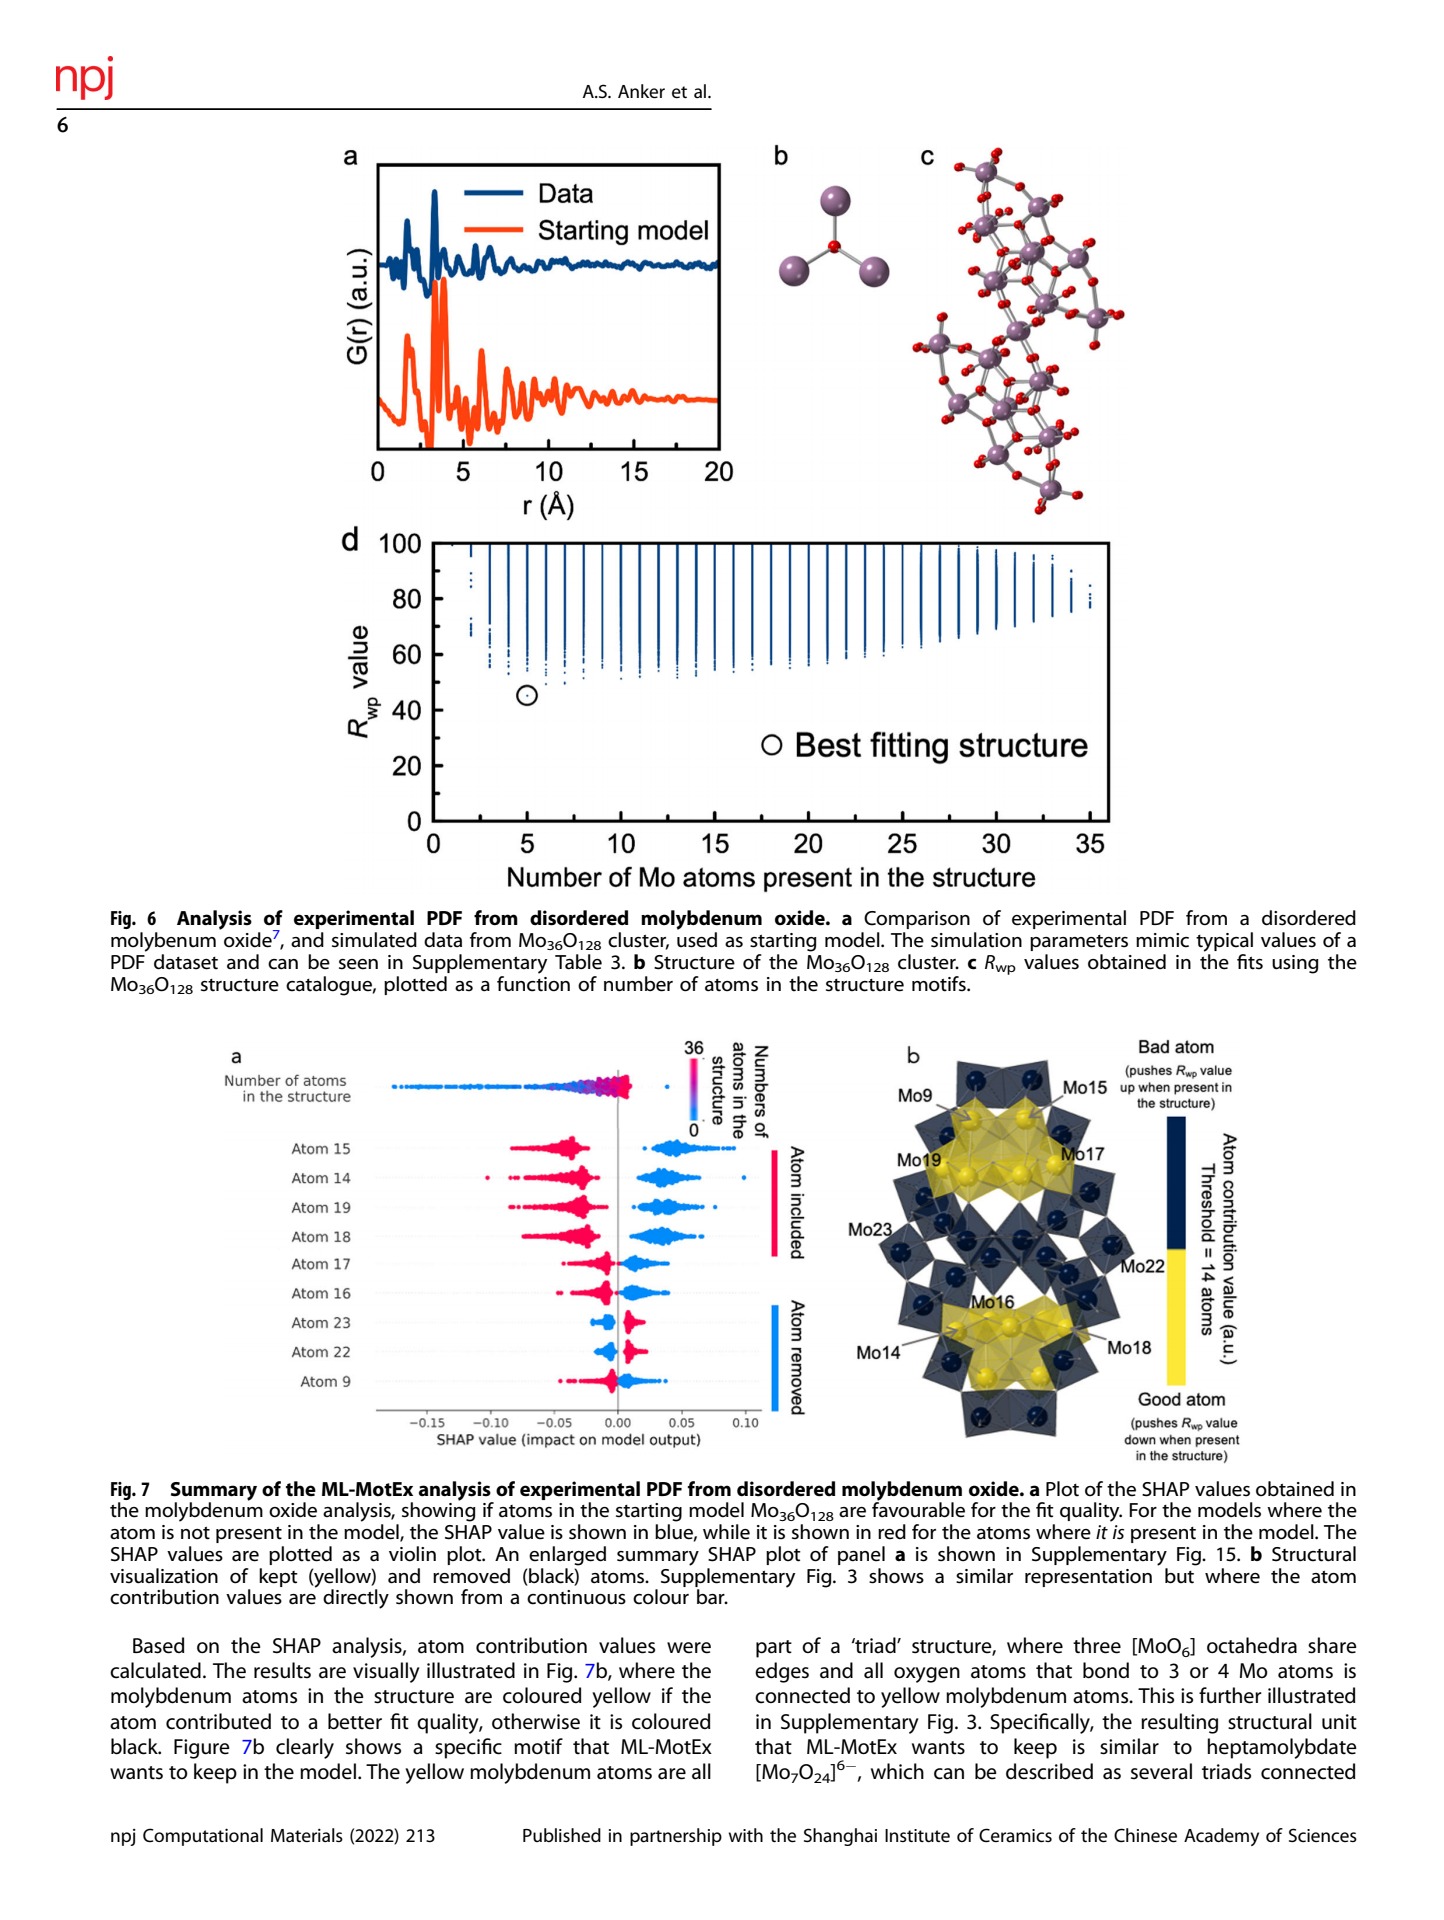 npj
A.S. Anker et al.
6
a
Data
Starting model
G(r) (a.u.)
0 5 10 15 20
r (Å)
b
c
d
100
80
60
40
20
0
Rwp value
Best fitting structure
0 5 10 15 20 25 30 35
Number of Mo atoms present in the structure
Fig. 6 Analysis of experimental PDF from disordered molybdenum oxide. a Comparison of experimental PDF from a disordered
molybenum oxide7, and simulated data from Mo36O128 cluster, used as starting model. The simulation parameters mimic typical values of a
PDF dataset and can be seen in Supplementary Table 3. b Structure of the Mo36O128 cluster. c Rwp values obtained in the fits using the
Mo36O128 structure catalogue, plotted as a function of number of atoms in the structure motifs.
a
Number of atoms
in the structure
Atom 15
Atom 14
Atom 19
Atom 18
Atom 17
Atom 16
Atom 23
Atom 22
Atom 9
−0.15 −0.10 −0.05 0.00 0.05 0.10
SHAP value (impact on model output)
36
0
Numbers of
atoms in the
structure
Atom included
Atom removed
b
Mo9
Mo15
Mo19
Mo17
Mo23
Mo22
Mo16
Mo14
Mo18
Bad atom
(pushes Rwp value
up when present in
the structure)
Atom contribution value (a.u.)
Threshold = 14 atoms
Good atom
(pushes Rwp value
down when present
in the structure)
Fig. 7 Summary of the ML-MotEx analysis of experimental PDF from disordered molybdenum oxide. a Plot of the SHAP values obtained in
the molybdenum oxide analysis, showing if atoms in the starting model Mo36O128 are favourable for the fit quality. For the models where the
atom is not present in the model, the SHAP value is shown in blue, while it is shown in red for the atoms where it is present in the model. The
SHAP values are plotted as a violin plot. An enlarged summary SHAP plot of panel a is shown in Supplementary Fig. 15. b Structural
visualization of kept (yellow) and removed (black) atoms. Supplementary Fig. 3 shows a similar representation but where the atom
contribution values are directly shown from a continuous colour bar.
Based on the SHAP analysis, atom contribution values were
calculated. The results are visually illustrated in Fig. 7b, where the
molybdenum atoms in the structure are coloured yellow if the
atom contributed to a better fit quality, otherwise it is coloured
black. Figure 7b clearly shows a specific motif that ML-MotEx
wants to keep in the model. The yellow molybdenum atoms are all
part of a ‘triad’ structure, where three [MoO6] octahedra share
edges and all oxygen atoms that bond to 3 or 4 Mo atoms is
connected to yellow molybdenum atoms. This is further illustrated
in Supplementary Fig. 3. Specifically, the resulting structural unit
that ML-MotEx wants to keep is similar to heptamolybdate
[Mo7O24]6−, which can be described as several triads connected
npj Computational Materials (2022) 213
Published in partnership with the Shanghai Institute of Ceramics of the Chinese Academy of Sciences